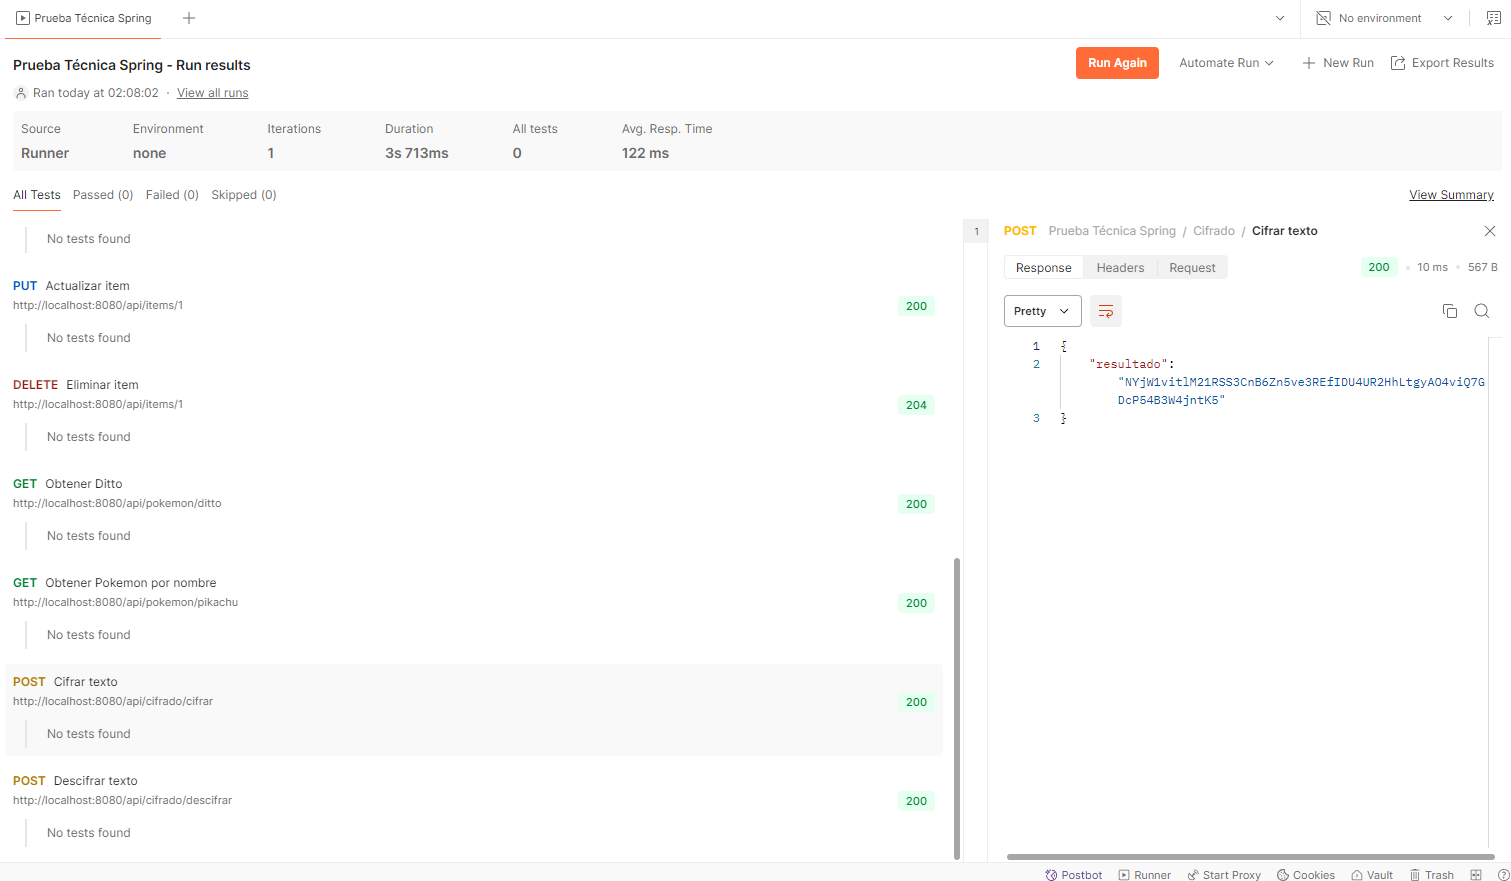 Prueba Técnica Spring
No environment
Prueba Técnica Spring - Run results
Run Again
Automate Run
New Run
Export Results
Ran today at 02:08:02 · View all runs
Source Environment Iterations Duration All tests Avg. Resp. Time
Runner none 1 3s 713ms 0 122 ms
All Tests Passed (0) Failed (0) Skipped (0)
View Summary
No tests found
PUT Actualizar item
http://localhost:8080/api/items/1
200
No tests found
DELETE Eliminar item
http://localhost:8080/api/items/1
204
No tests found
GET Obtener Ditto
http://localhost:8080/api/pokemon/ditto
200
No tests found
GET Obtener Pokemon por nombre
http://localhost:8080/api/pokemon/pikachu
200
No tests found
POST Cifrar texto
http://localhost:8080/api/cifrado/cifrar
200
No tests found
POST Descifrar texto
http://localhost:8080/api/cifrado/descifrar
200
No tests found
1
POST Prueba Técnica Spring / Cifrado / Cifrar texto
Response Headers Request
200 10 ms 567 B
Pretty
1 {
2 "resultado":
"NYjW1vitlM21RSS3CnB6Zn5ve3REfIDU4UR2HhLtgyAO4viQ7G
DcP54B3W4jntK5"
3 }
Postbot Runner Start Proxy Cookies Vault Trash